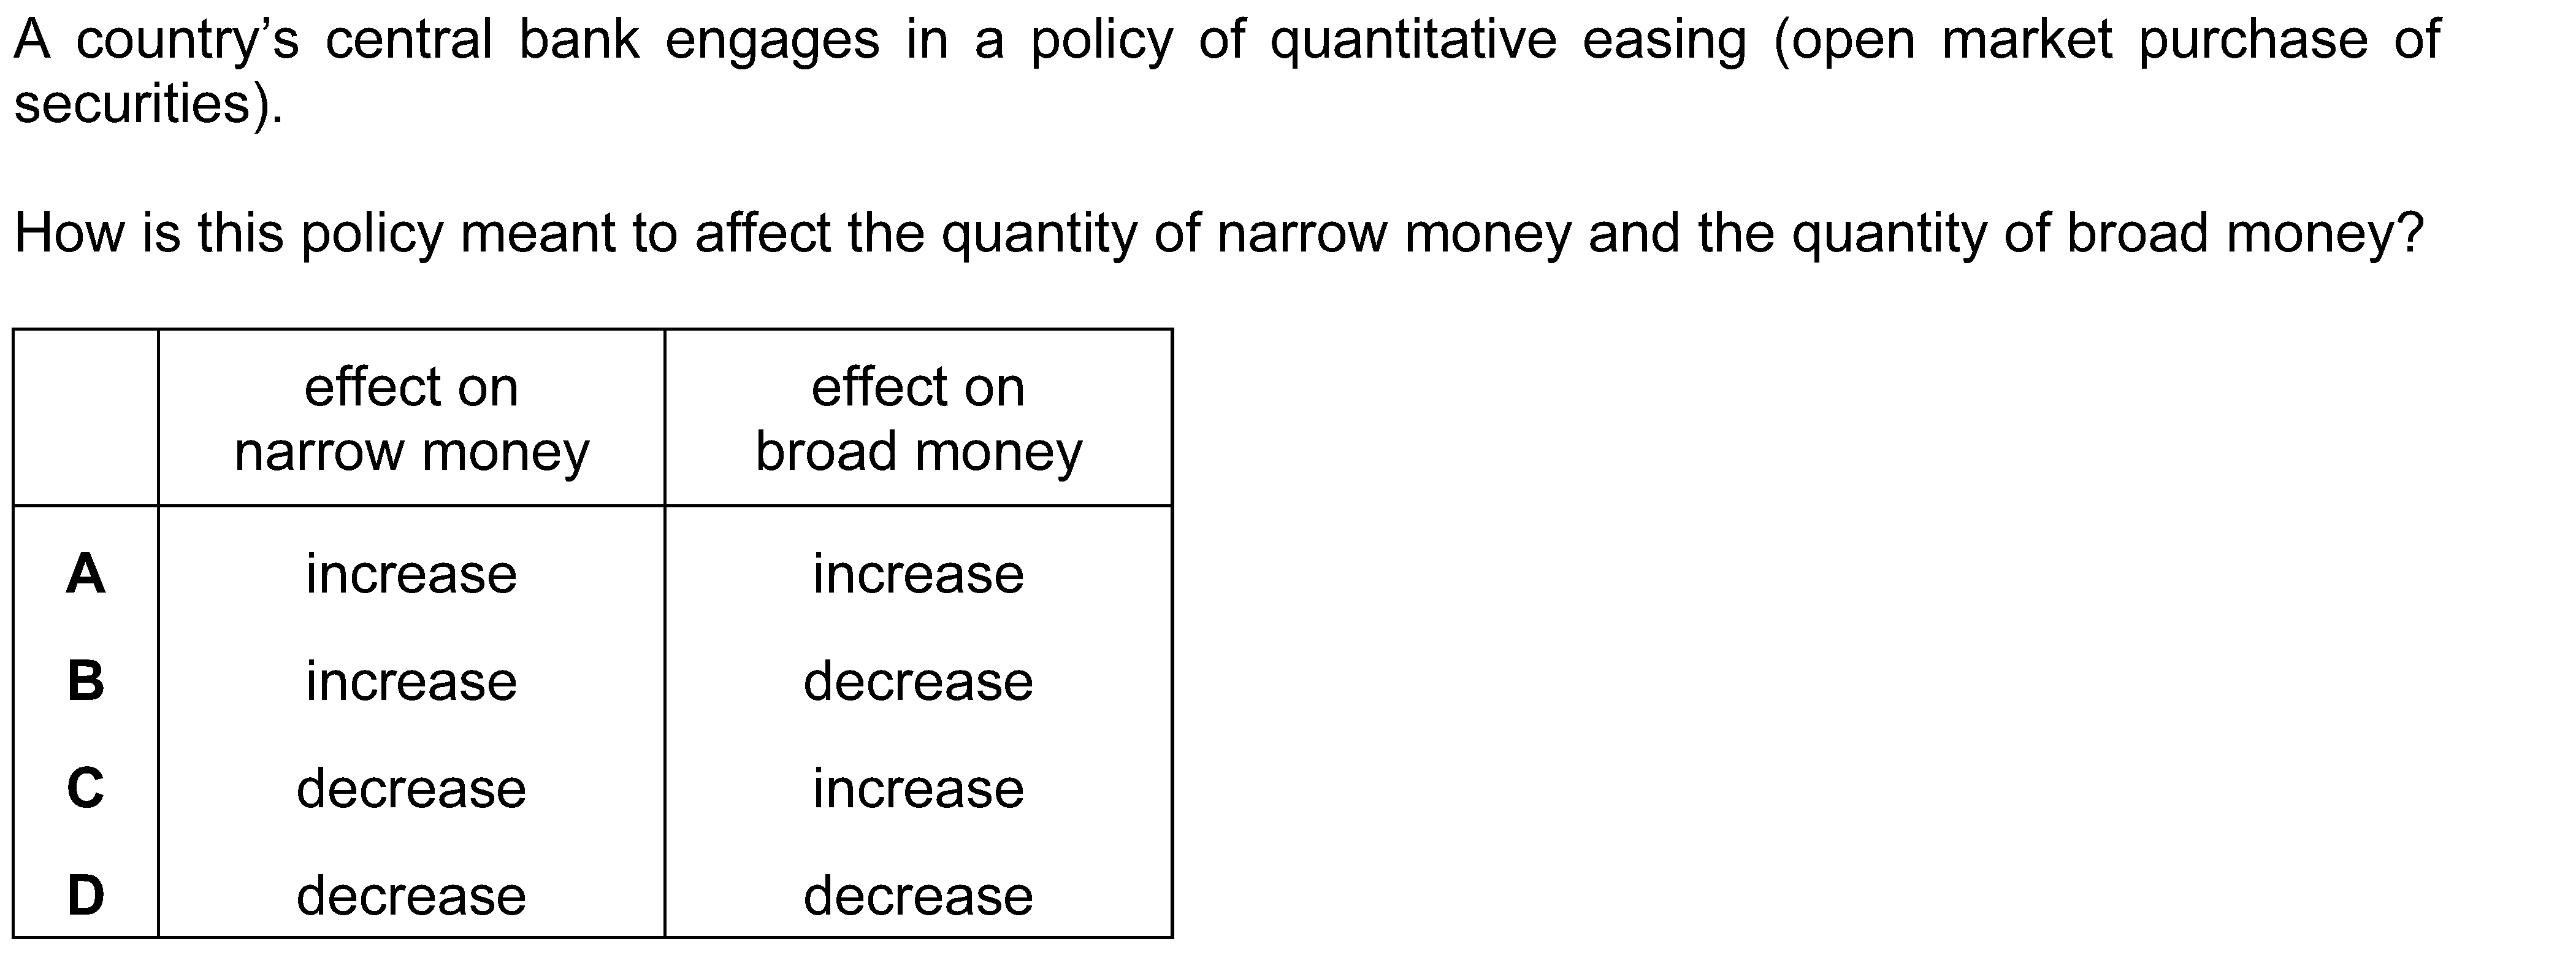 A country’s central bank engages in a policy of quantitative easing (open market purchase of
securities).
How is this policy meant to affect the quantity of narrow money and the quantity of broad money?
effect on narrow money effect on broad money
A increase increase
B increase decrease
C decrease increase
D decrease decrease